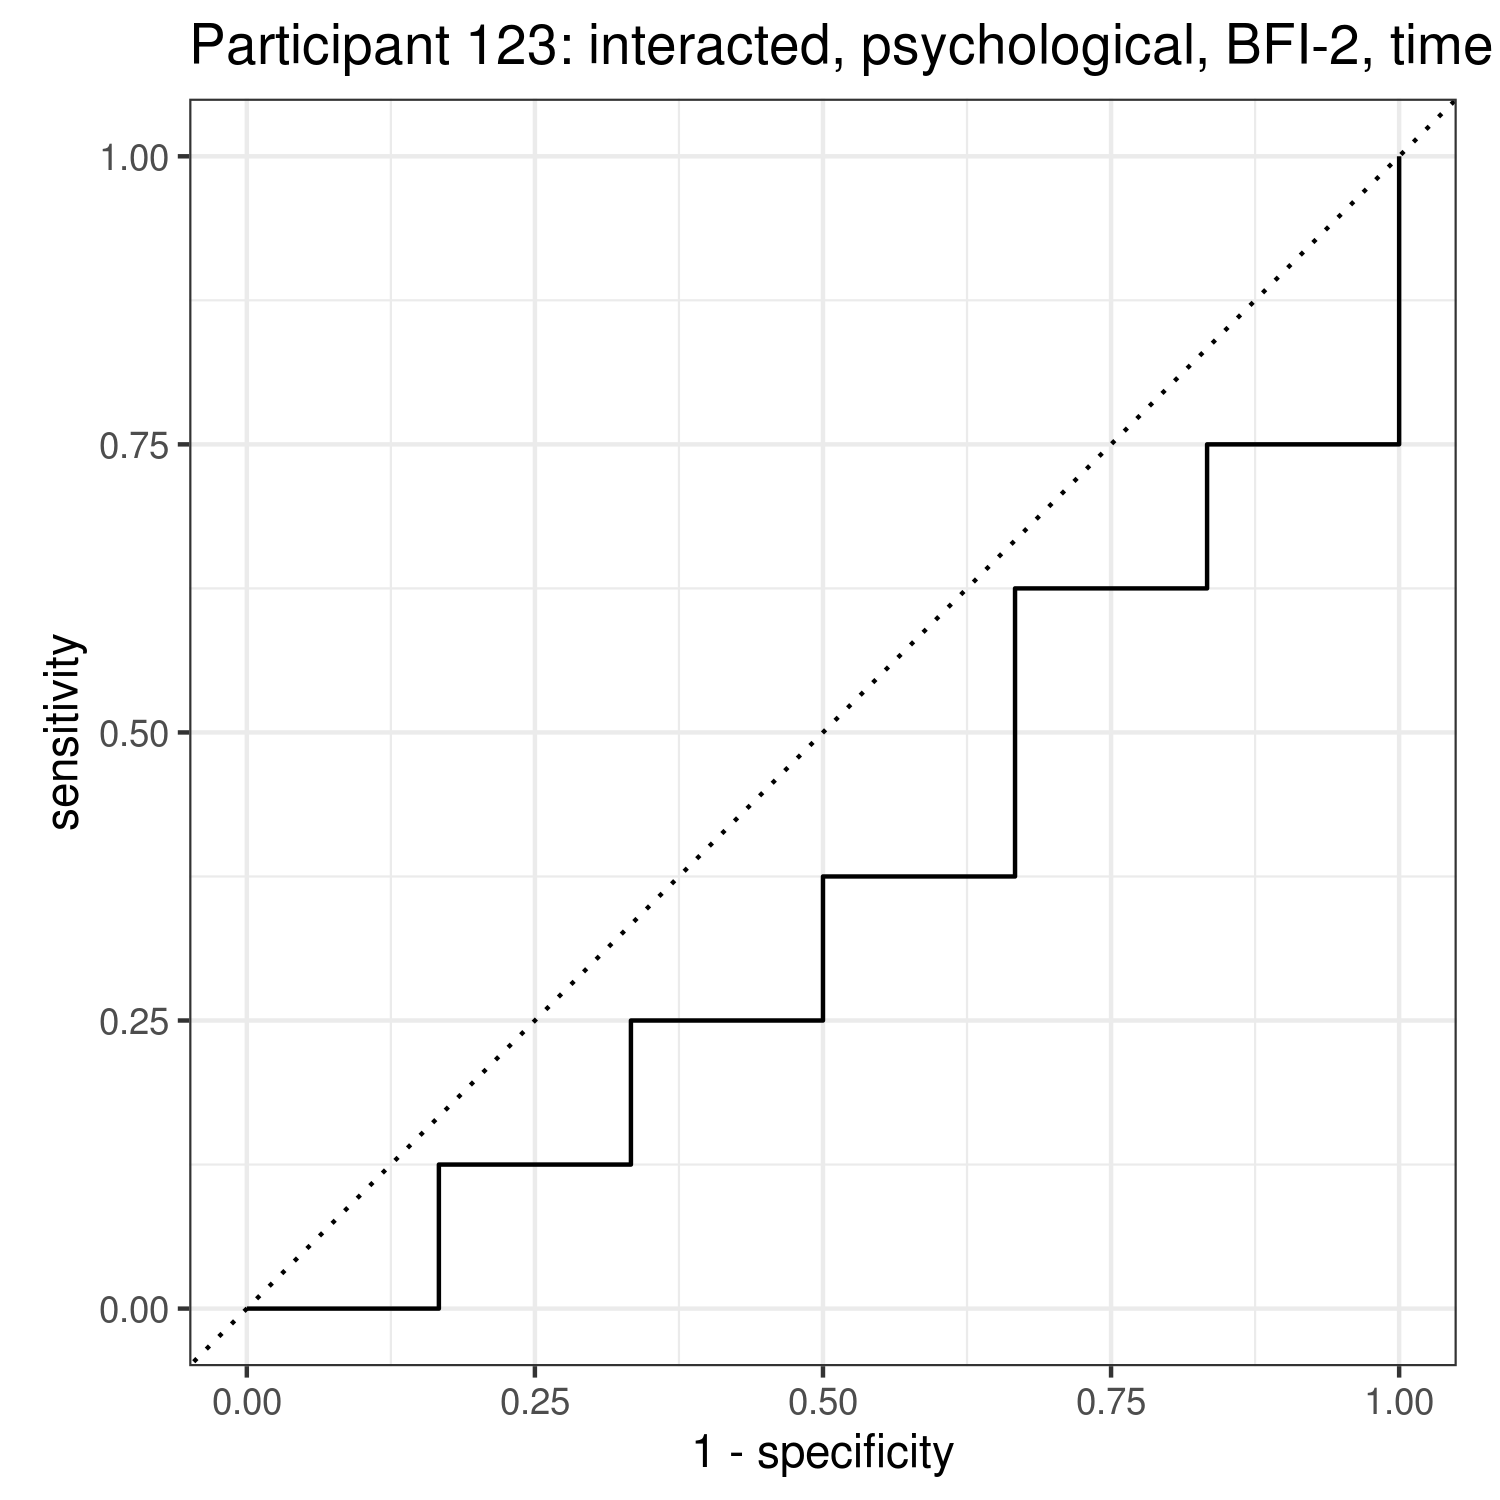 Participant 123: interacted, psychological, BFI-2, time
1.00
0.75
0.50
0.25
0.00
sensitivity
0.00 0.25 0.50 0.75 1.00
1 - specificity